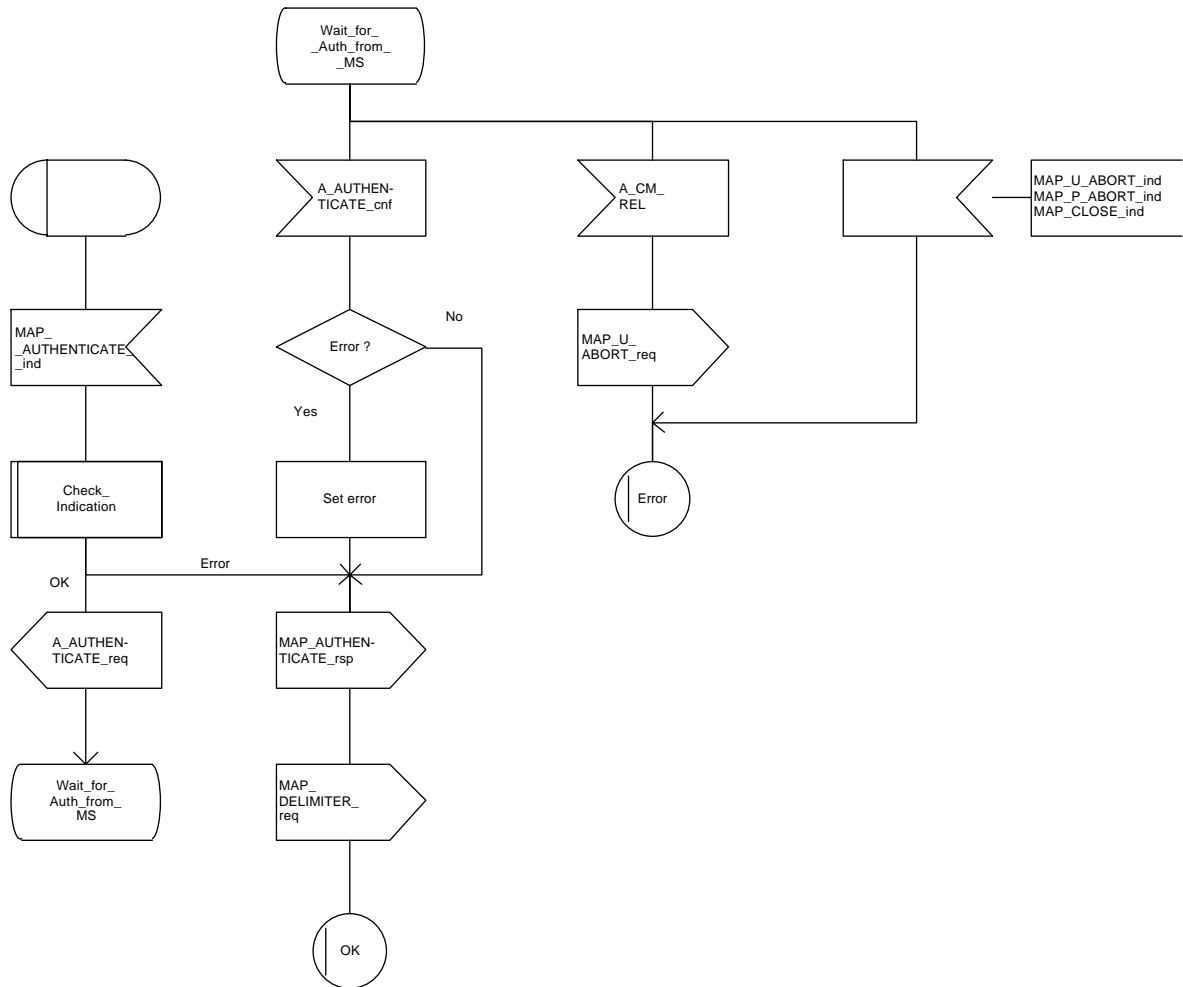 Wait_for_
_Auth_from_
_MS
A_AUTHEN-
TICATE_cnf
A_CM_
REL
MAP_U_ABORT_ind
MAP_P_ABORT_ind
MAP_CLOSE_ind
MAP_
_AUTHENTICATE_
_ind
Error ?
No
Yes
MAP_U_
ABORT_req
Check_
Indication
Set error
Error
Error
OK
A_AUTHEN-
TICATE_req
MAP_AUTHEN-
TICATE_rsp
Wait_for_
Auth_from_
MS
MAP_
DELIMITER_
req
OK